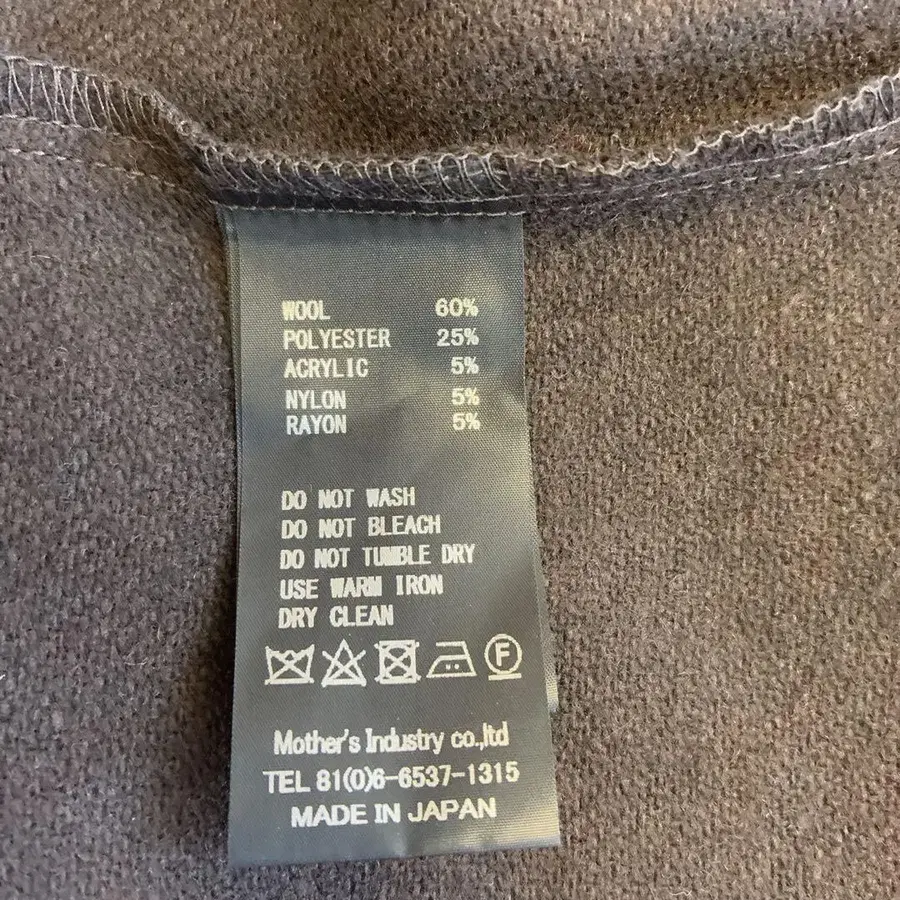 WOOL 60%
POLYESTER 25%
ACRYLIC 5%
NYLON 5%
RAYON 5%
DO NOT WASH
DO NOT BLEACH
DO NOT TUMBLE DRY
USE WARM IRON
DRY CLEAN
F
Mother's Industry co.,ltd
TEL 81(0)6-6537-1315
MADE IN JAPAN